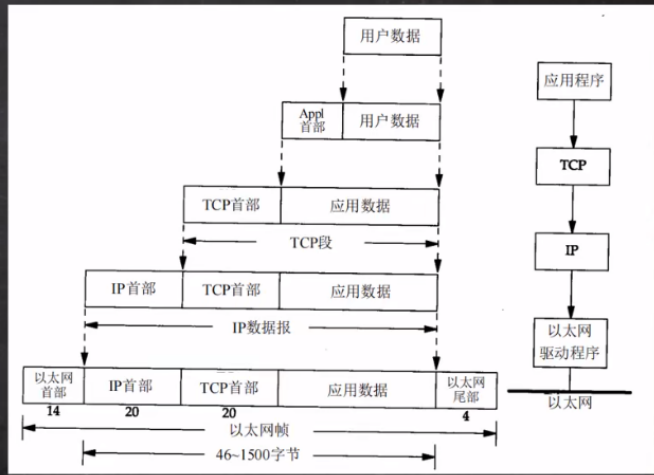 用户数据
应用程序
Appl
首部
用户数据
TCP
TCP首部
应用数据
TCP段
IP
IP首部
TCP首部
应用数据
IP数据报
以太网
驱动程序
以太网
首部
IP首部
TCP首部
应用数据
以太网
尾部
以太网
14
20
20
4
以太网帧
46~1500字节